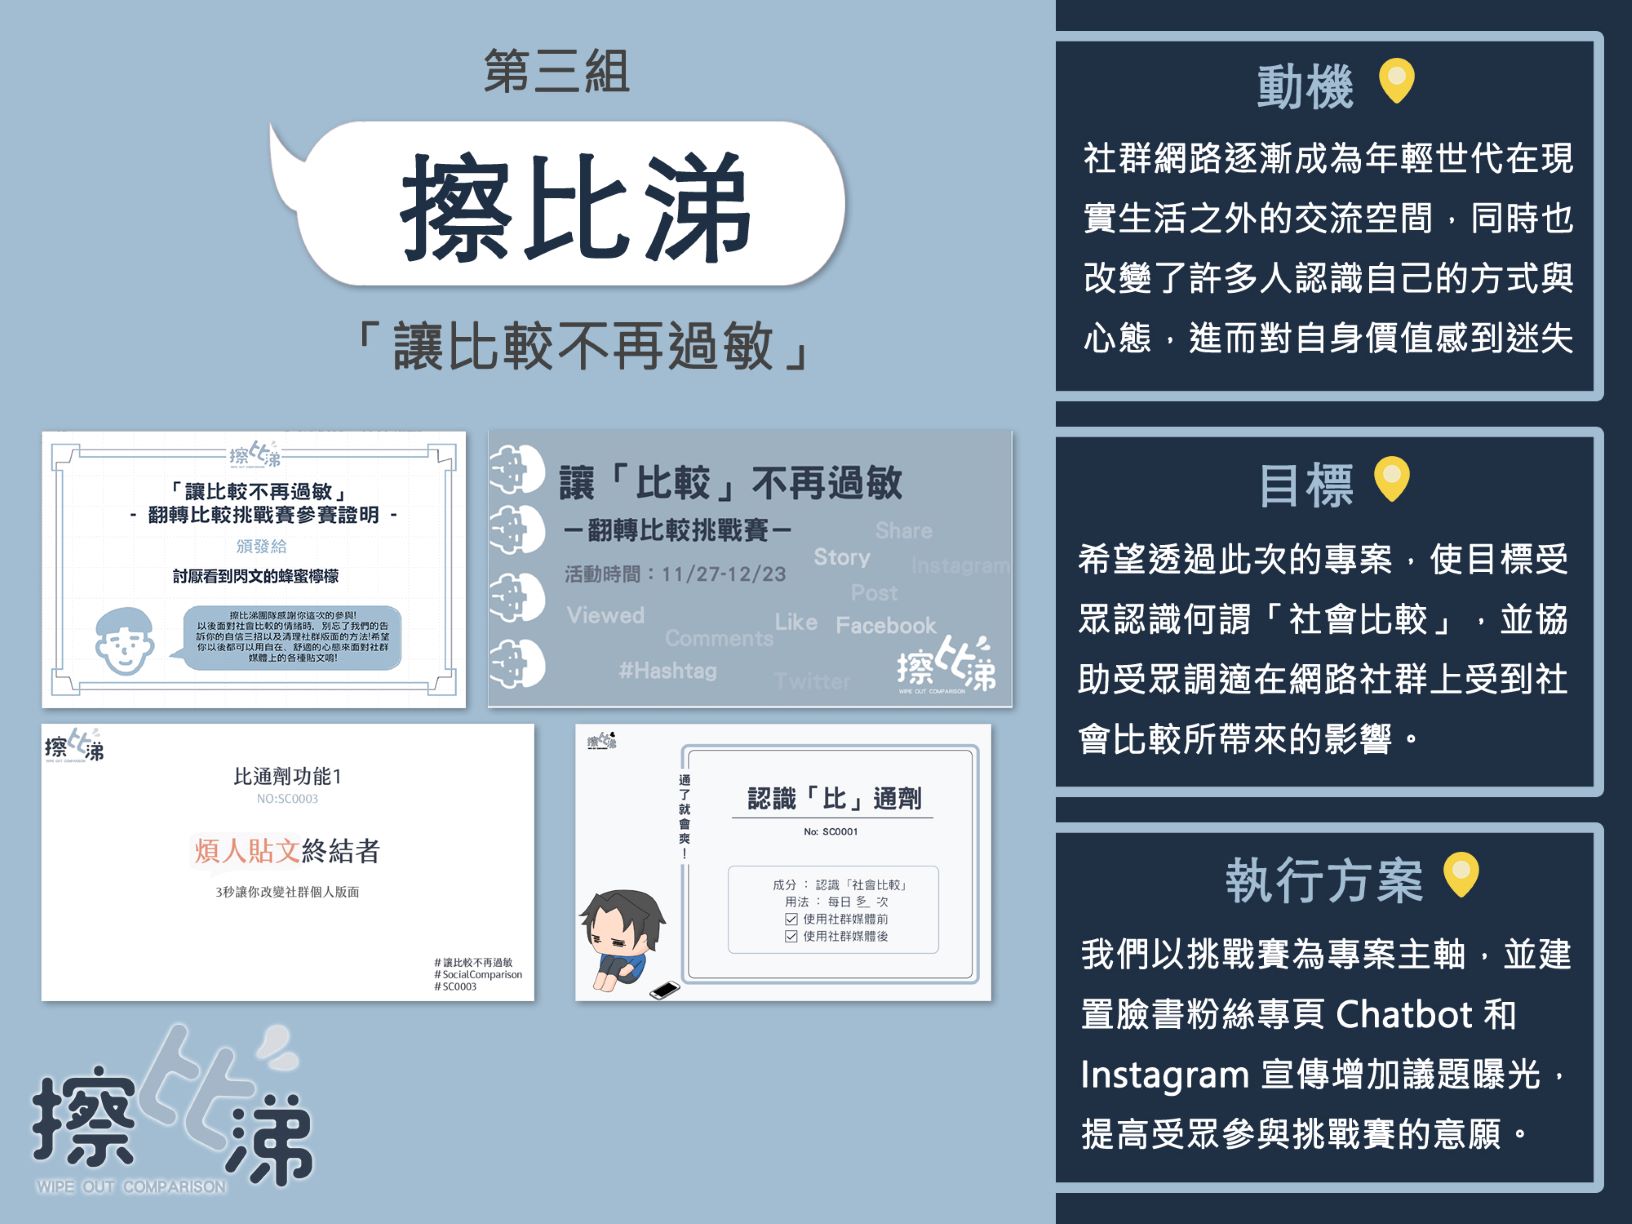 第三組
擦比涕
「讓比較不再過敏」
擦比涕
WIPE OUT COMPARISON
「讓比較不再過敏」
- 翻轉比較挑戰賽參賽證明 -
頒發給
討厭看到閃文的蜂蜜檸檬
擦比涕團隊感謝你這次的參與!
以後面對社會比較的情緒時，別忘了我們的告
訴你的自信三招以及清理社群版面的方法!希望
你以後都可以用自在、舒適的心態來面對社群
媒體上的各種貼文唷!
讓「比較」不再過敏
－翻轉比較挑戰賽－
活動時間：11/27-12/23
Share
Story
Instagram
Post
Viewed
Like
Facebook
Comments
#Hashtag
Twitter
擦比涕
WIPE OUT COMPARISON
擦比涕
WIPE OUT COMPARISON
比通劑功能1
NO:SC0003
煩人貼文終結者
3秒讓你改變社群個人版面
#讓比較不再過敏
#SocialComparison
#SC0003
擦比涕
通了就會爽！
認識「比」通劑
No: SC0001
成分： 認識「社會比較」
用法： 每日 多 次
☑ 使用社群媒體前
☑ 使用社群媒體後
擦比涕
WIPE OUT COMPARISON
動機
社群網路逐漸成為年輕世代在現
實生活之外的交流空間，同時也
改變了許多人認識自己的方式與
心態，進而對自身價值感到迷失
目標
希望透過此次的專案，使目標受
眾認識何謂「社會比較」，並協
助受眾調適在網路社群上受到社
會比較所帶來的影響。
執行方案
我們以挑戰賽為專案主軸，並建
置臉書粉絲專頁 Chatbot 和
Instagram 宣傳增加議題曝光，
提高受眾參與挑戰賽的意願。